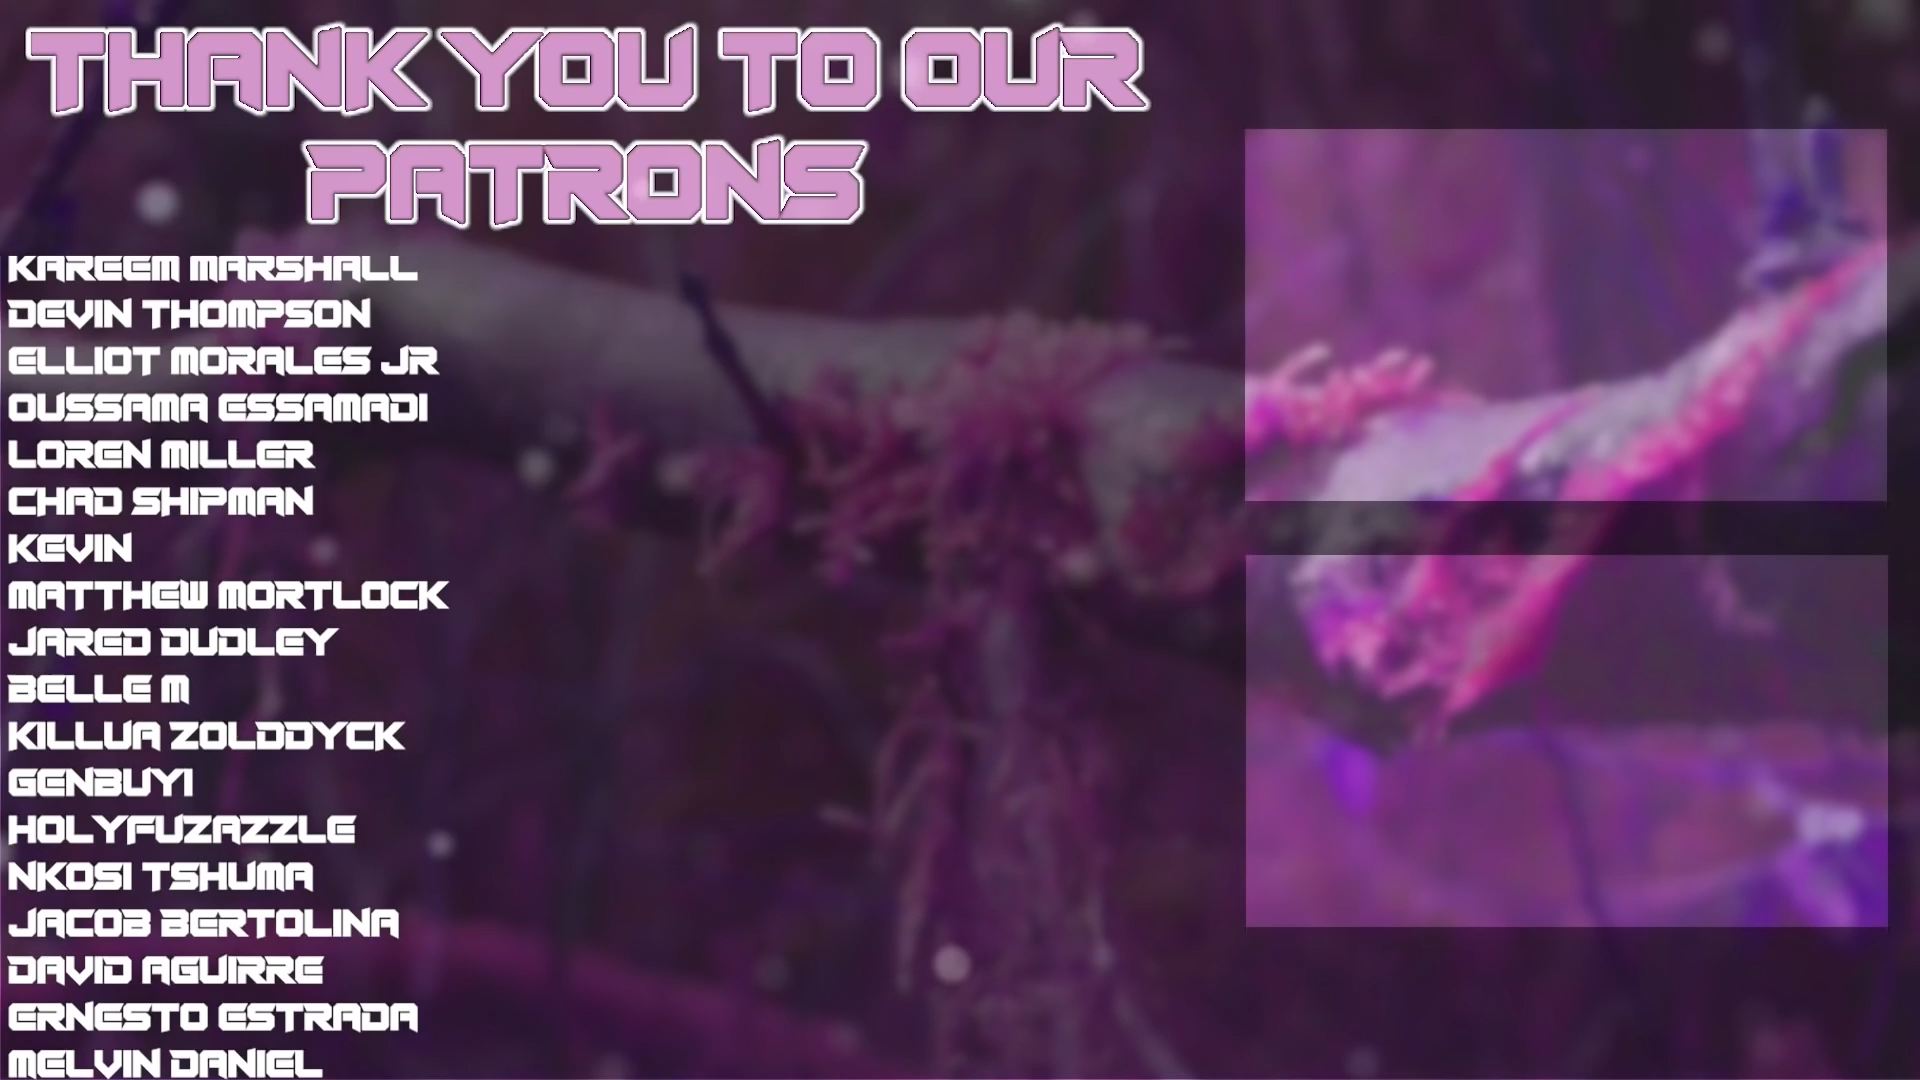 THANK YOU TO OUR
PATRONS
KAREEM MARSHALL
DEVIN THOMPSON
ELLIOT MORALES JR
OUSSAMA ESSAMADI
LOREN MILLER
CHAD SHIPMAN
KEVIN
MATTHEW MORTLOCK
JARED DUDLEY
BELLE M
KILLUA ZOLDDYCK
GENBUYI
HOLYFUZAZZLE
NKOSI TSHUMA
JACOB BERTOLINA
DAVID AGUIRRE
ERNESTO ESTRADA
MELVIN DANIEL